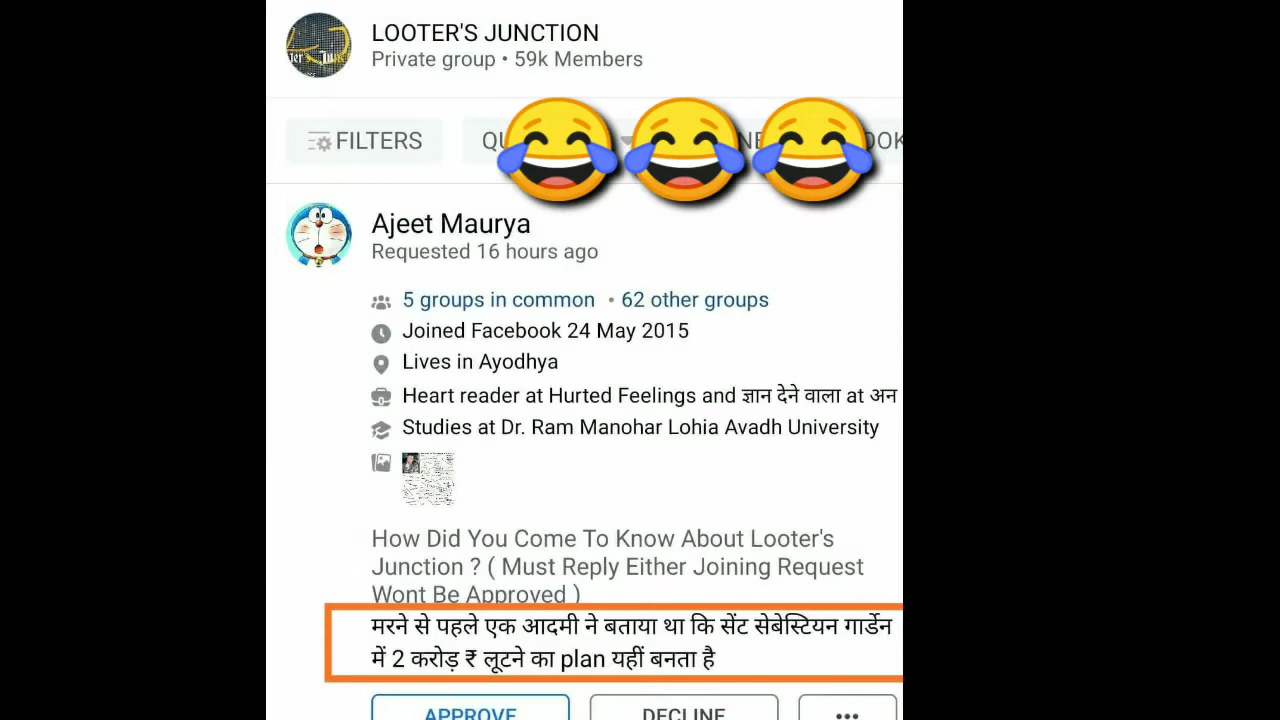 LOOTER'S JUNCTION
Private group • 59k Members
FILTERS
Ajeet Maurya
Requested 16 hours ago
5 groups in common • 62 other groups
Joined Facebook 24 May 2015
Lives in Ayodhya
Heart reader at Hurted Feelings and ज्ञान देने वाला at अन
Studies at Dr. Ram Manohar Lohia Avadh University
How Did You Come To Know About Looter's
Junction ? ( Must Reply Either Joining Request
Wont Be Approved )
मरने से पहले एक आदमी ने बताया था कि सेंट सेबेस्टियन गार्डेन
में 2 करोड़ ₹ लूटने का plan यहीं बनता है
APPROVE
DECLINE